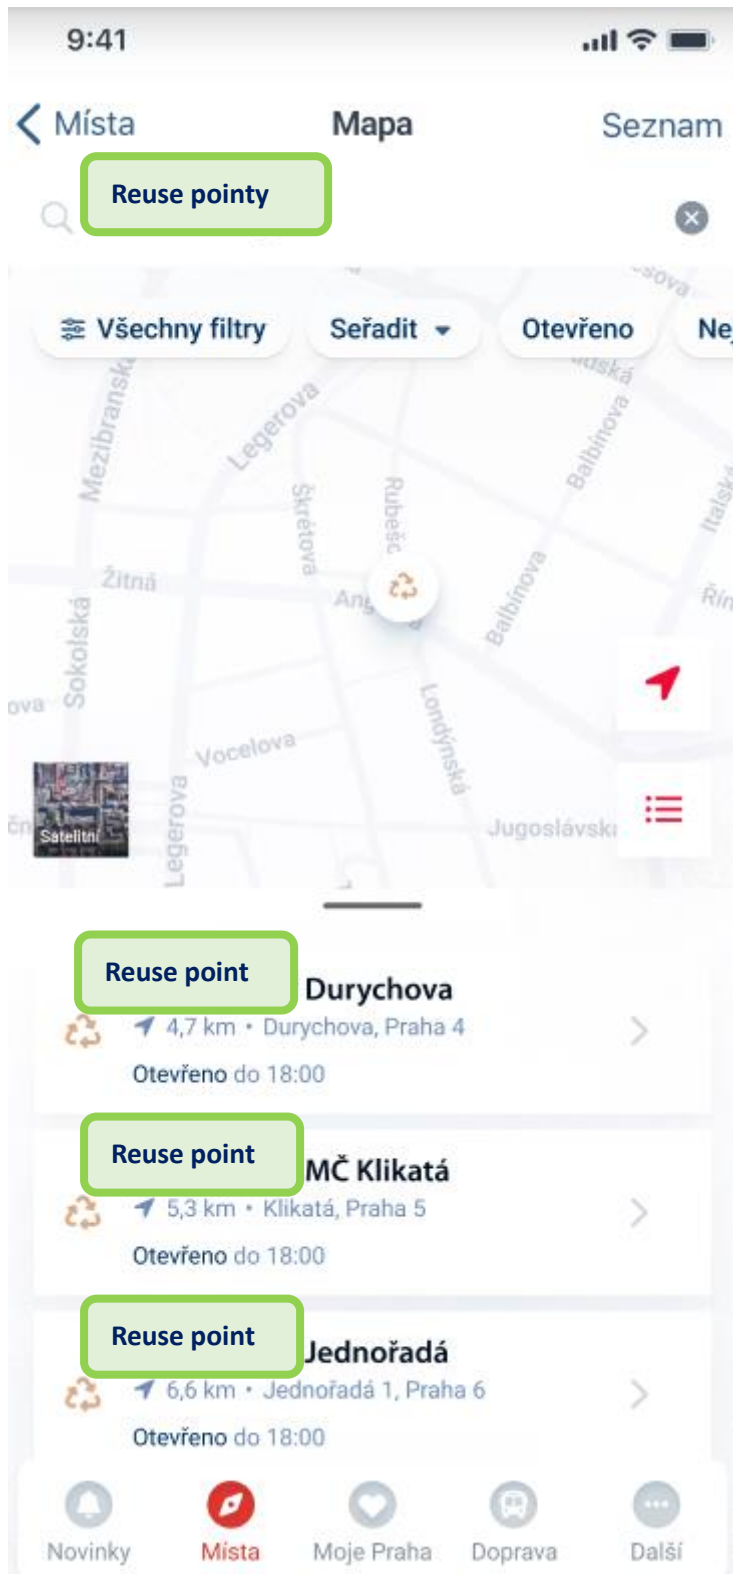 9:41
Místa Mapa Seznam
Reuse pointy
Všechny filtry Seřadit Otevřeno
Mezibranská
Legerova
Škrétova
Balbínova
Žitná
Sokolská
Balbínova
Londýnská
Vocelova
Legerova
Satelitní
Reuse point Durychova
4,7 km • Durychova, Praha 4
Otevřeno do 18:00
Reuse point MČ Klikatá
5,3 km • Klikatá, Praha 5
Otevřeno do 18:00
Reuse point Jednořadá
6,6 km • Jednořadá 1, Praha 6
Otevřeno do 18:00
Novinky Místa Moje Praha Doprava Další